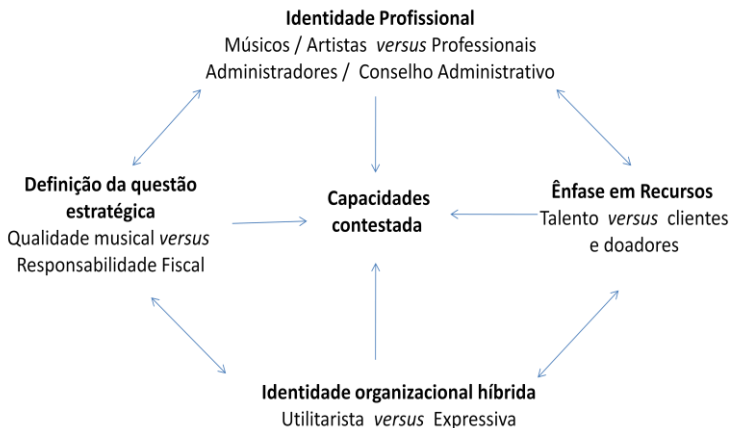 Identidade Profissional
Músicos / Artistas versus Professionais
Administradores / Conselho Administrativo
Definição da questão
estratégica
Qualidade musical versus
Responsabilidade Fiscal
Capacidades
contestada
Ênfase em Recursos
Talento versus clientes
e doadores
Identidade organizacional híbrida
Utilitarista versus Expressiva